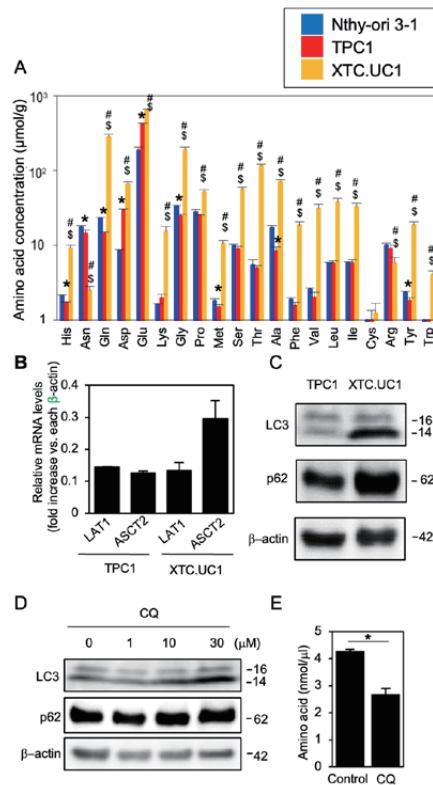 Nthy-ori 3-1
TPC1
XTC.UC1
A
Amino acid concentration (μmol/g)
10³
10²
10
1
# $ * * $ # * # $ * # $ * # $ # $ * # $ # $ * # $ # $ # $ # $ * # $ # $ # $ # $ # $ * # $ # $
His Asn Gln Asp Glu Lys Gly Pro Met Ser Thr Ala Phe Val Leu Ile Cys Arg Tyr Trp
B
Relative mRNA levels
(fold increase vs. each β-actin)
0.4
0.3
0.2
0.1
0
LAT1 ASCT2 LAT1 ASCT2
TPC1 XTC.UC1
C
TPC1 XTC.UC1
LC3 -16
-14
p62 -62
β-actin -42
D
CQ
0 1 10 30 (μM)
LC3 -16
-14
p62 -62
β-actin -42
E
Amino acid (nmol/μl)
5
4
3
2
1
0
*
Control CQ